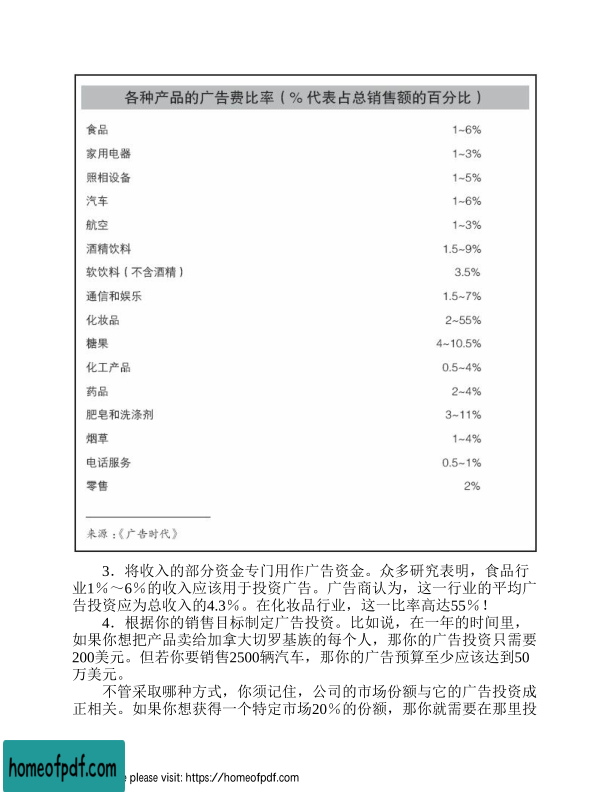 各种产品的广告费比率（% 代表占总销售额的百分比）
食品 1~6%
家用电器 1~3%
照相设备 1~5%
汽车 1~6%
航空 1~3%
酒精饮料 1.5~9%
软饮料（不含酒精） 3.5%
通信和娱乐 1.5~7%
化妆品 2~55%
糖果 4~10.5%
化工产品 0.5~4%
药品 2~4%
肥皂和洗涤剂 3~11%
烟草 1~4%
电话服务 0.5~1%
零售 2%
来源：《广告时代》
3．将收入的部分资金专门用作广告资金。众多研究表明，食品行
业1％～6％的收入应该用于投资广告。广告商认为，这一行业的平均广
告投资应为总收入的4.3％。在化妆品行业，这一比率高达55％！
4．根据你的销售目标制定广告投资。比如说，在一年的时间里，
如果你想把产品卖给加拿大切罗基族的每个人，那你的广告投资只需要
200美元。但若你要销售2500辆汽车，那你的广告预算至少应该达到50
万美元。
不管采取哪种方式，你须记住，公司的市场份额与它的广告投资成
正相关。如果你想获得一个特定市场20％的份额，那你就需要在那里投
homeofpdf.com
e please visit: https://homeofpdf.com